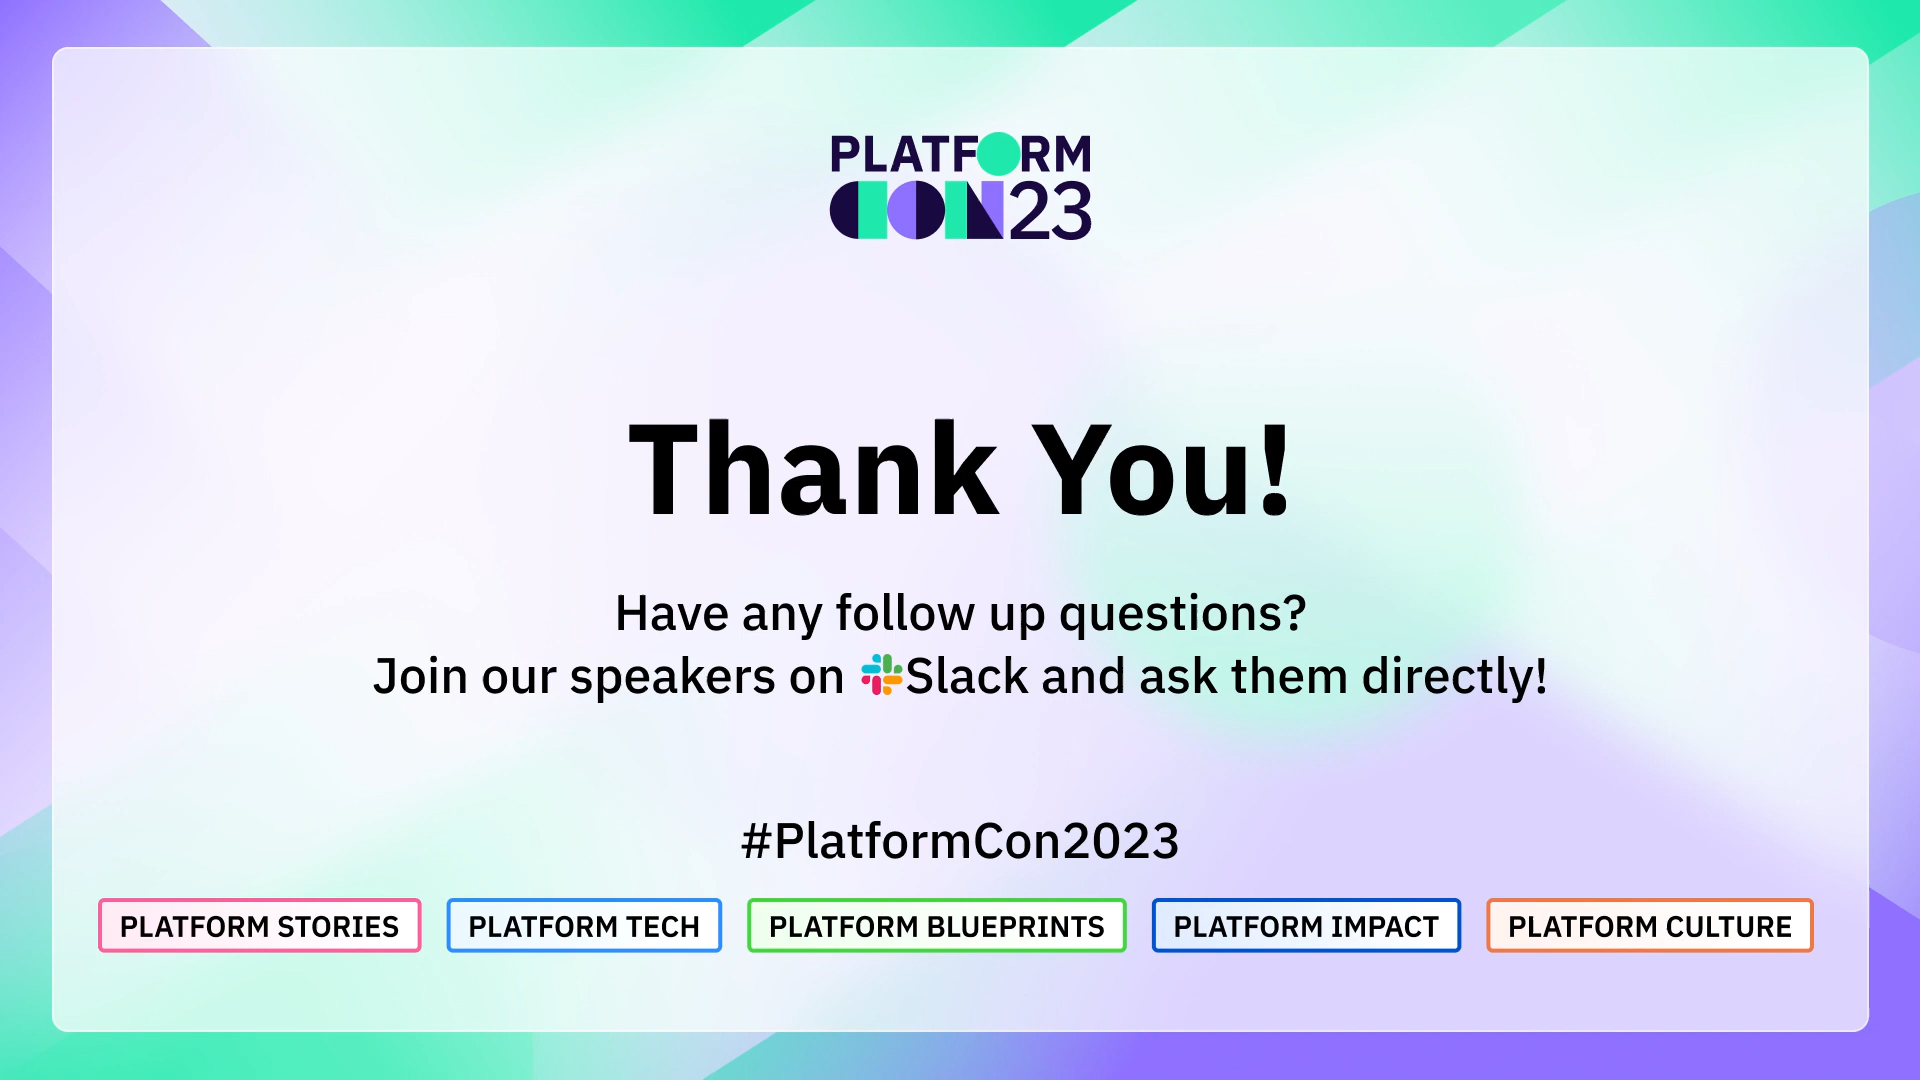 PLATFORM
CON23
Thank You!
Have any follow up questions?
Join our speakers on Slack and ask them directly!
#PlatformCon2023
PLATFORM STORIES
PLATFORM TECH
PLATFORM BLUEPRINTS
PLATFORM IMPACT
PLATFORM CULTURE